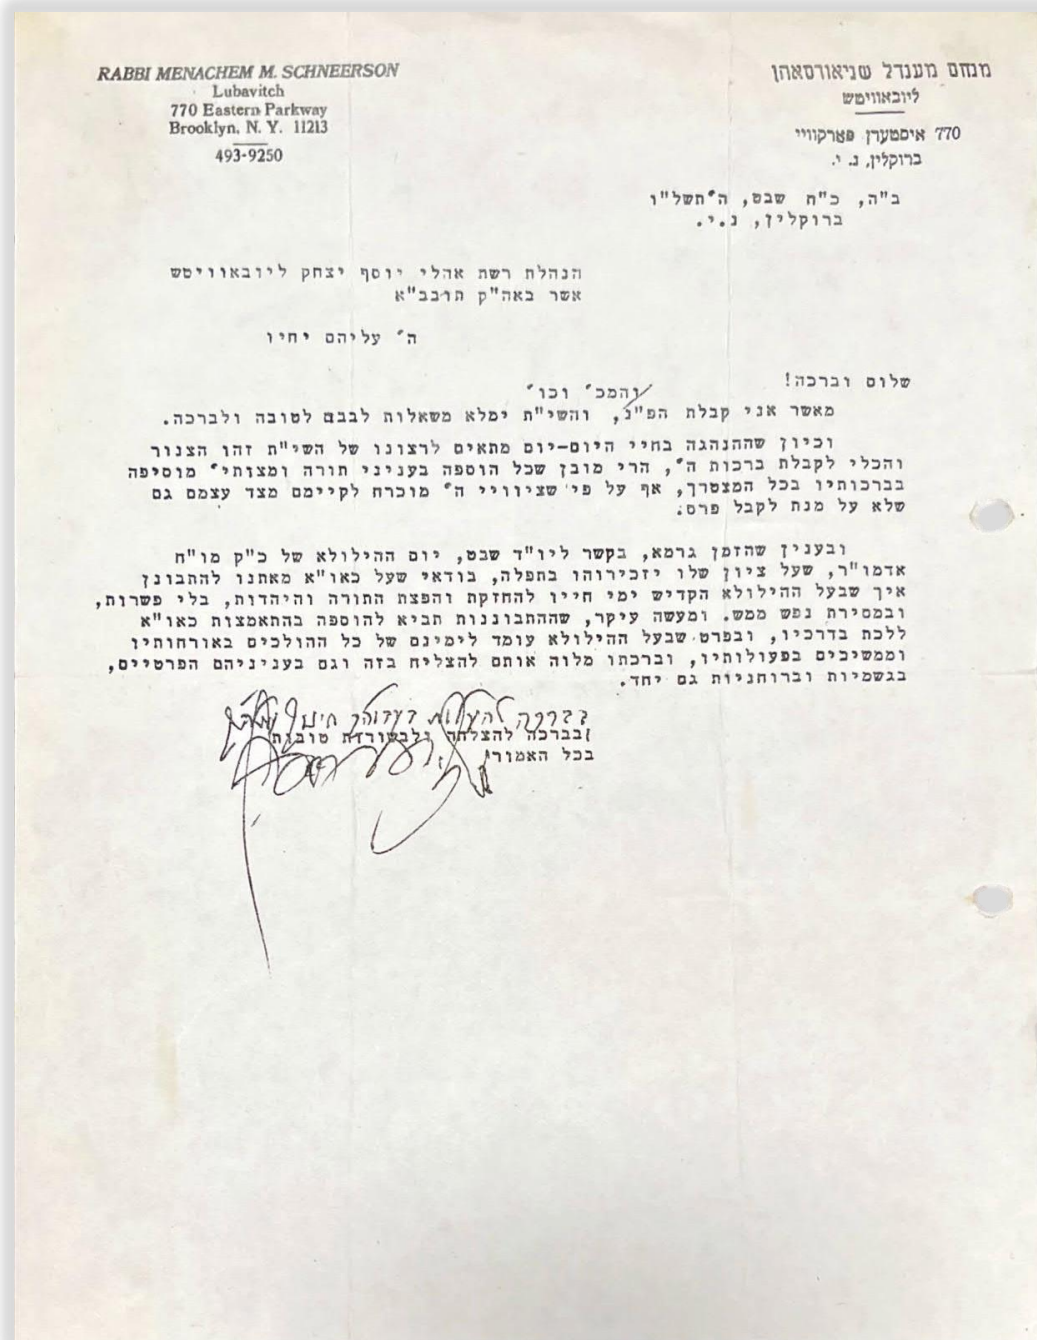 RABBI MENACHEM M. SCHNEERSON
Lubavitch
770 Eastern Parkway
Brooklyn, N. Y. 11213
493-9250
מנחם מענדל שניאורסאהן
ליובאוויטש
770 איסטערן פארקוויי
ברוקלין, נ. י.
ב"ה, כ"ח שבט, ה'תשל"ו
ברוקלין, נ.י.
הנהלת רשת אהלי יוסף יצחק ליובאוויטש
אשר באה"ק תובב"א
ה' עליהם יחיו
שלום וברכה!
והמכ' וכו'
מאשר אני קבלת הפ"נ, והשי"ת ימלא משאלות לבבם לטובה ולברכה.
וכיון שההנהגה בחיי היום-יום מתאים לרצונו של השי"ת זהו הצנור
והכלי לקבלת ברכות ה', הרי מובן שכל הוספה בעניני תורה ומצותי' מוסיפה
בברכותיו בכל המצטרך, אף על פי שציוויי ה' מוכרח לקיימם מצד עצמם גם
שלא על מנת לקבל פרס.
ובענין שהזמן גרמא, בקשר ליו"ד שבט, יום ההילולא של כ"ק מו"ח
אדמו"ר, שעל ציון שלו יזכירוהו בתפלה, בודאי שעל כאו"א מאתנו להתבונן
איך שבעל ההילולא הקדיש ימי חייו להחזקת והפצת התורה והיהדות, בלי פשרות,
ובמסירת נפש ממש. ומעשה עיקר, שההתבוננות תביא להוספה בהתאמצות כאו"א
ללכת בדרכיו, ובפרט שבעל ההילולא עומד לימינם של כל ההולכים באורחותיו
וממשיכים בפעולותיו, וברכתו מלוה אותם להצליח בזה וגם בעניניהם הפרטיים,
בגשמיות וברוחניות גם יחד.
בברכה
בברכה להצלחה ולבשורות טובות
בכל האמור